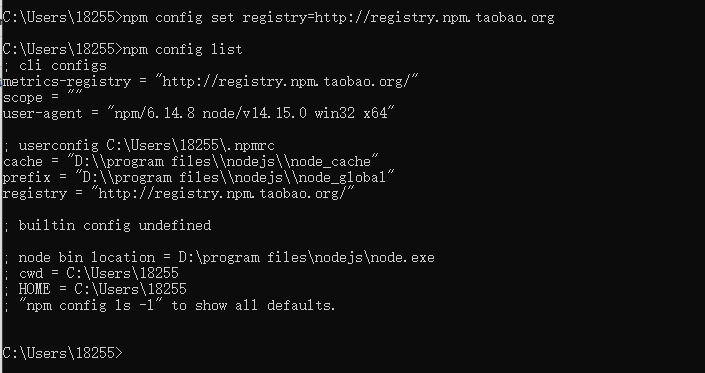 C:\Users\18255>npm config set registry=http://registry.npm.taobao.org
C:\Users\18255>npm config list
; cli configs
metrics-registry = "http://registry.npm.taobao.org/"
scope = ""
user-agent = "npm/6.14.8 node/v14.15.0 win32 x64"
; userconfig C:\Users\18255\.npmrc
cache = "D:\\program files\\nodejs\\node_cache"
prefix = "D:\\program files\\nodejs\\node_global"
registry = "http://registry.npm.taobao.org/"
; builtin config undefined
; node bin location = D:\program files\nodejs\node.exe
; cwd = C:\Users\18255
; HOME = C:\Users\18255
; "npm config ls -l" to show all defaults.
C:\Users\18255>